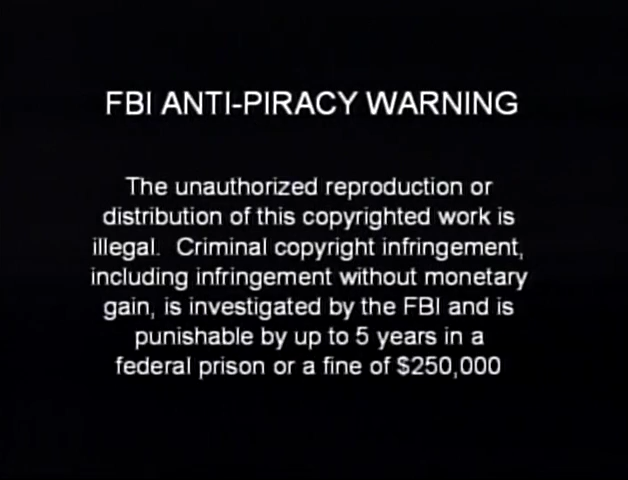 FBI ANTI-PIRACY WARNING
The unauthorized reproduction or
distribution of this copyrighted work is
illegal.  Criminal copyright infringement,
including infringement without monetary
gain, is investigated by the FBI and is
punishable by up to 5 years in a
federal prison or a fine of $250,000